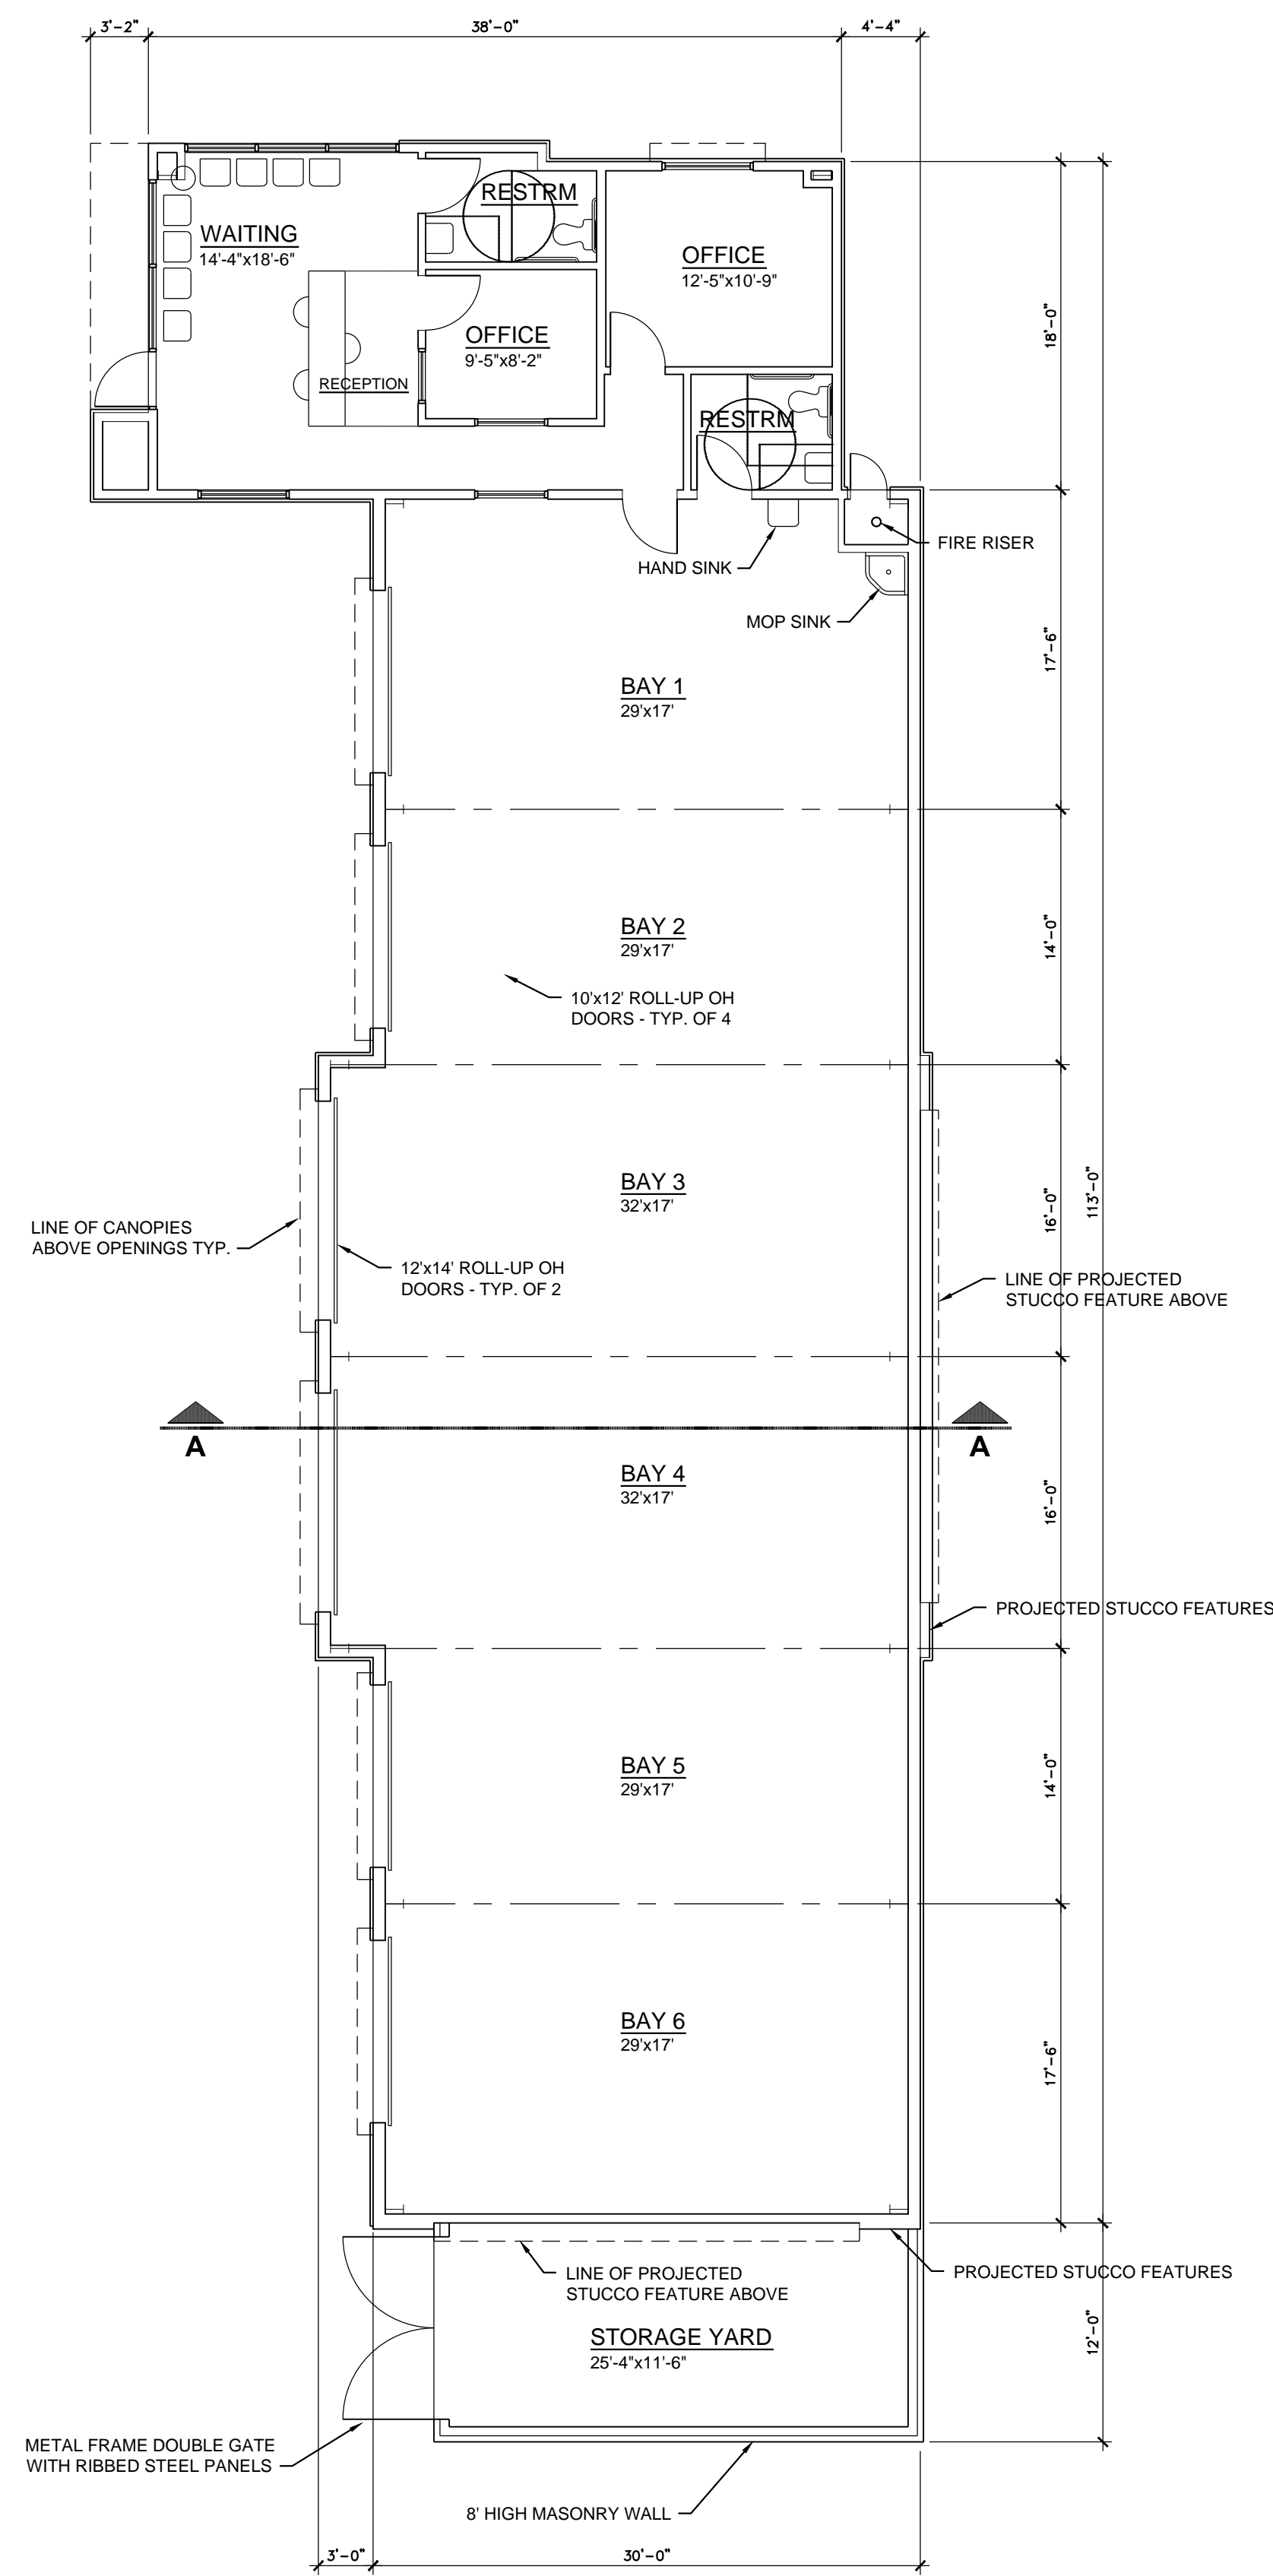 3'-2"
38'-0"
4'-4"
RESTRM
WAITING
14'-4"x18'-6"
OFFICE
12'-5"x10'-9"
OFFICE
9'-5"x8'-2"
RECEPTION
RESTRM
18'-0"
FIRE RISER
HAND SINK
MOP SINK
17'-6"
BAY 1
29'x17'
BAY 2
29'x17'
14'-0"
10'x12' ROLL-UP OH
DOORS - TYP. OF 4
BAY 3
32'x17'
16'-0"
113'-0"
LINE OF CANOPIES
ABOVE OPENINGS TYP.
12'x14' ROLL-UP OH
DOORS - TYP. OF 2
LINE OF PROJECTED
STUCCO FEATURE ABOVE
A
A
BAY 4
32'x17'
16'-0"
PROJECTED STUCCO FEATURES
BAY 5
29'x17'
14'-0"
BAY 6
29'x17'
17'-6"
LINE OF PROJECTED
STUCCO FEATURE ABOVE
PROJECTED STUCCO FEATURES
STORAGE YARD
25'-4"x11'-6"
12'-0"
METAL FRAME DOUBLE GATE
WITH RIBBED STEEL PANELS
8' HIGH MASONRY WALL
3'-0"
30'-0"